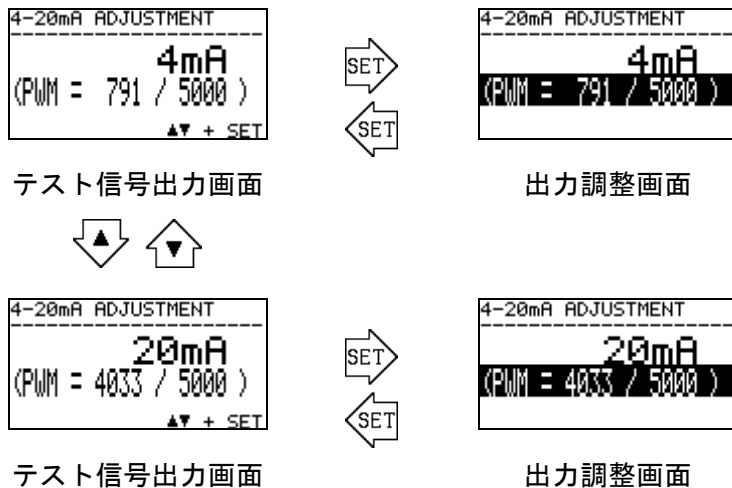 4-20mA ADJUSTMENT
4mA
(PWM = 791 / 5000 )
▲▼ + SET
SET
SET
4-20mA ADJUSTMENT
4mA
(PWM = 791 / 5000 )
テスト信号出力画面
出力調整画面
▲
▼
4-20mA ADJUSTMENT
20mA
(PWM = 4033 / 5000 )
▲▼ + SET
SET
SET
4-20mA ADJUSTMENT
20mA
(PWM = 4033 / 5000 )
テスト信号出力画面
出力調整画面